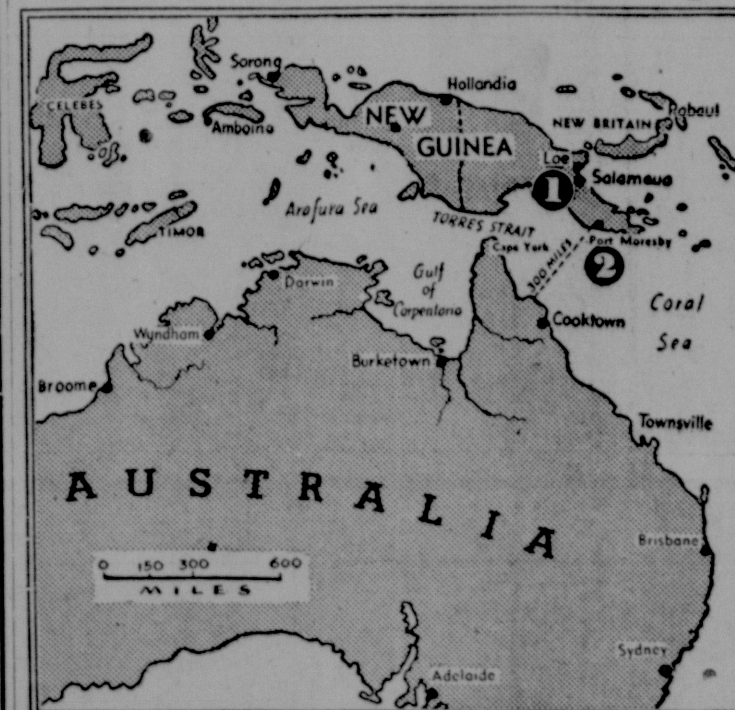 Sorong
Hollandia
CELEBES
Amboina
NEW
GUINEA
NEW BRITAIN
Rabaul
Lae
Salamaua
1
Arafura Sea
TORRES STRAIT
TIMOR
Cape York
Port Moresby
300 MILES
2
Darwin
Gulf
of
Carpentaria
Coral
Sea
Wyndham
Cooktown
Burketown
Broome
Townsville
AUSTRALIA
Brisbane
0 150 300 600
MILES
Sydney
Adelaide